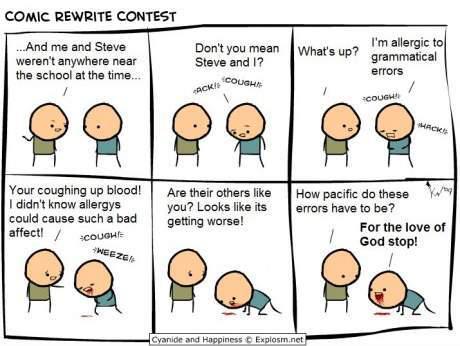 COMIC REWRITE CONTEST
...And me and Steve
weren't anywhere near
the school at the time...
Don't you mean
Steve and I?
ACK!
COUGH!
What's up?
I'm allergic to
grammatical
errors
COUGH!
HACK!
Your coughing up blood!
I didn't know allergys
could cause such a bad
affect!
COUGH!
WEEZE!
Are their others like
you? Looks like its
getting worse!
How pacific do these
errors have to be?
For the love of
God stop!
Cyanide and Happiness © Explosm.net